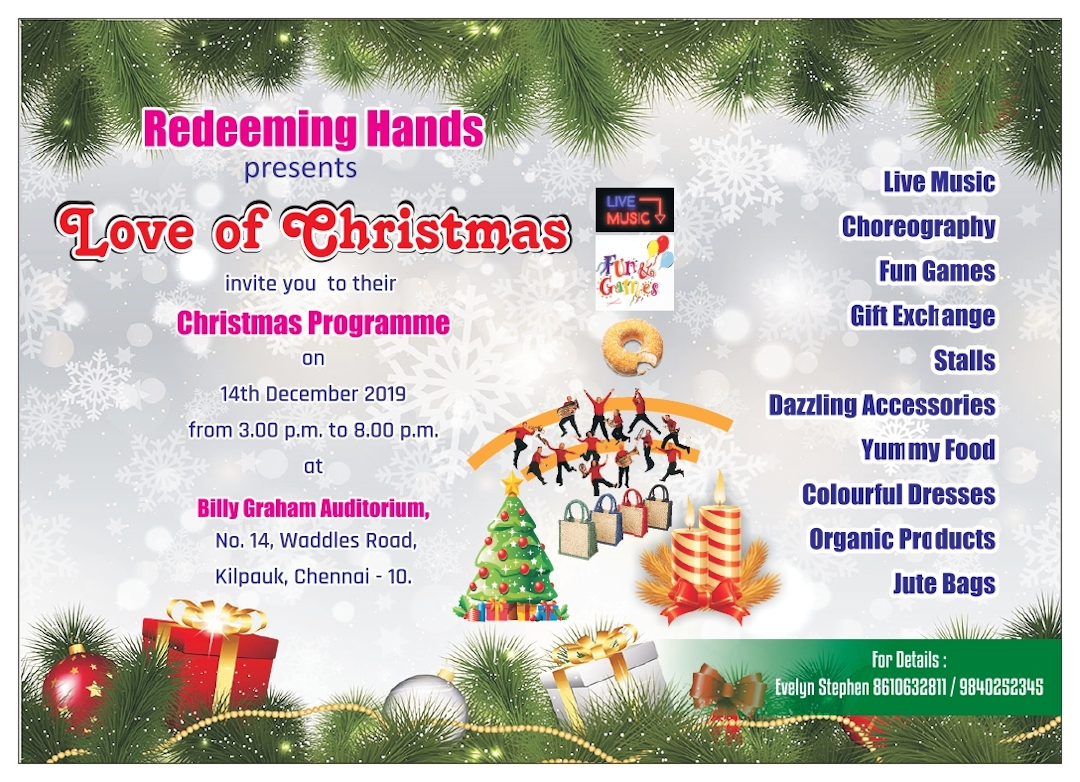 Redeeming Hands
presents
Love of Christmas
invite you to their
Christmas Programme
on
14th December 2019
from 3.00 p.m. to 8.00 p.m.
at
Billy Graham Auditorium,
No. 14, Waddles Road,
Kilpauk, Chennai - 10.
LIVE
MUSIC
Fun &
Games
Live Music
Choreography
Fun Games
Gift Exchange
Stalls
Dazzling Accessories
Yummy Food
Colourful Dresses
Organic Products
Jute Bags
For Details :
Evelyn Stephen 8610632811 / 9840252345